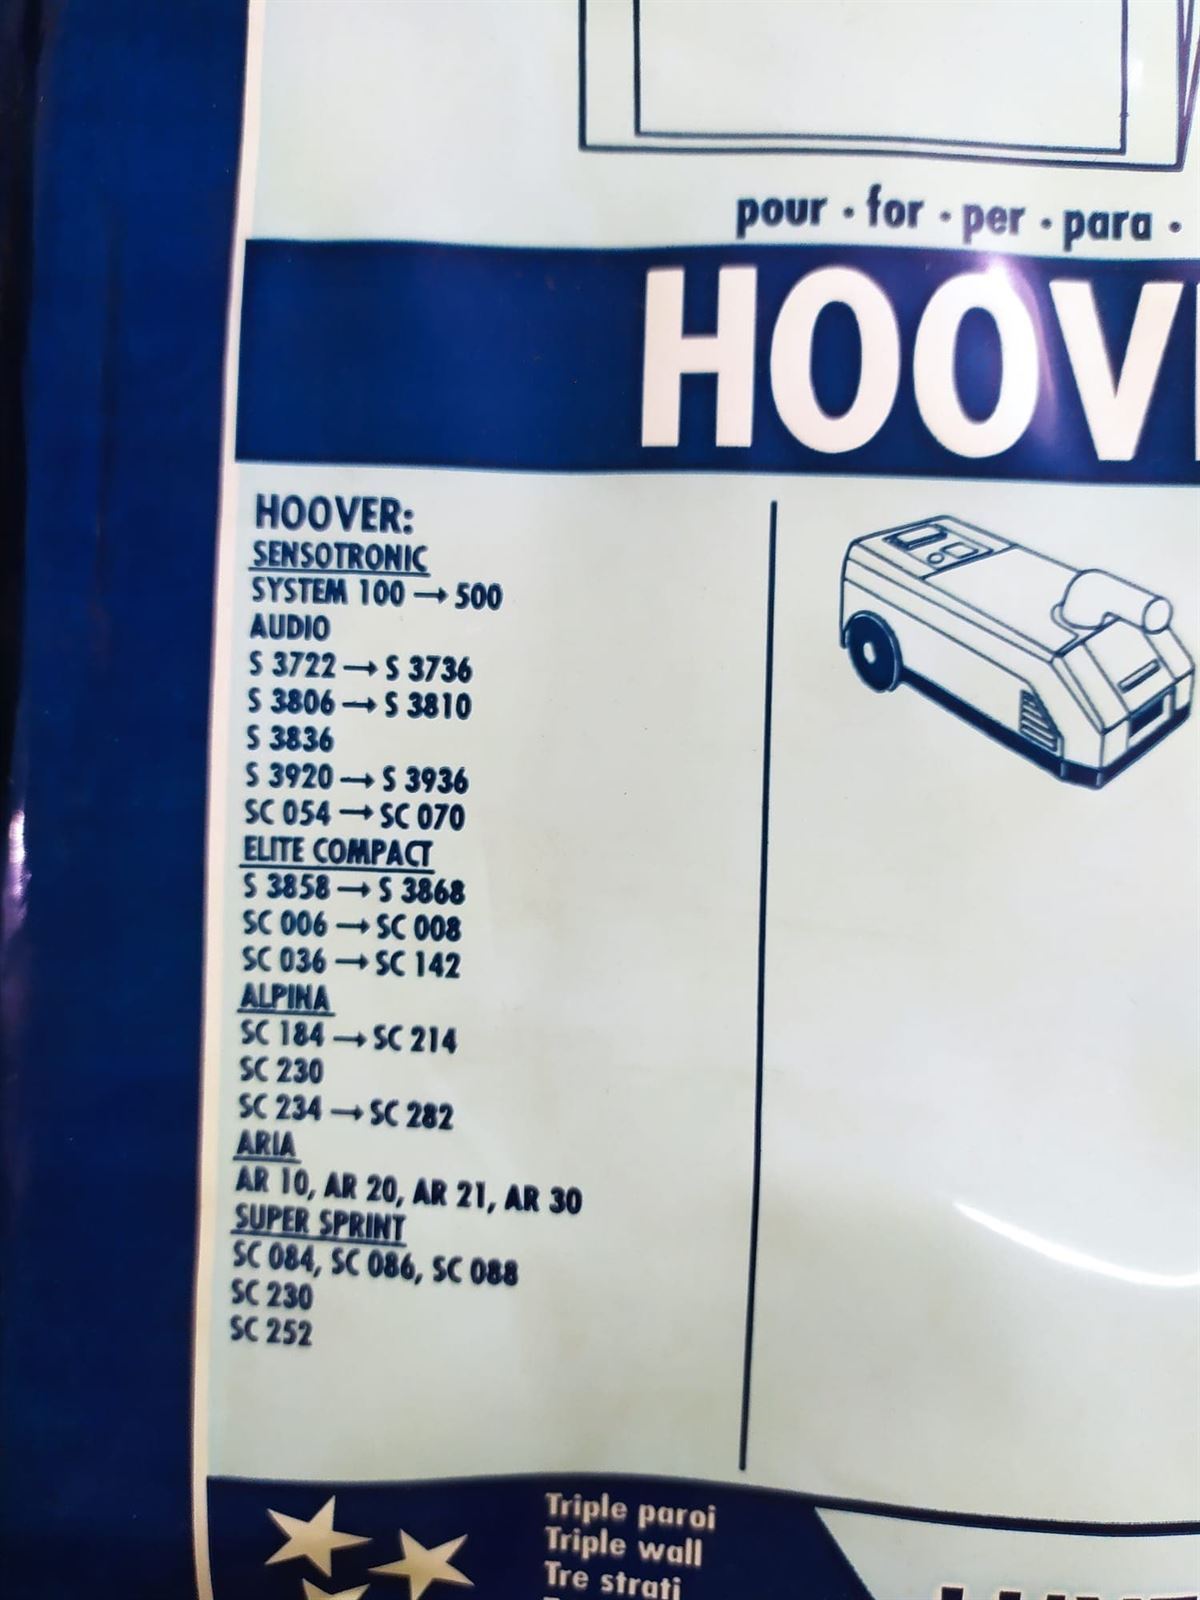 pour · for · per · para ·
HOOV
HOOVER:
SENSOTRONIC
SYSTEM 100 → 500
AUDIO
S 3722 → S 3736
S 3806 → S 3810
S 3836
S 3920 → S 3936
SC 054 → SC 070
ELITE COMPACT
S 3858 → S 3868
SC 006 → SC 008
SC 036 → SC 142
ALPINA
SC 184 → SC 214
SC 230
SC 234 → SC 282
ARIA
AR 10, AR 20, AR 21, AR 30
SUPER SPRINT
SC 084, SC 086, SC 088
SC 230
SC 252
Triple paroi
Triple wall
Tre strati